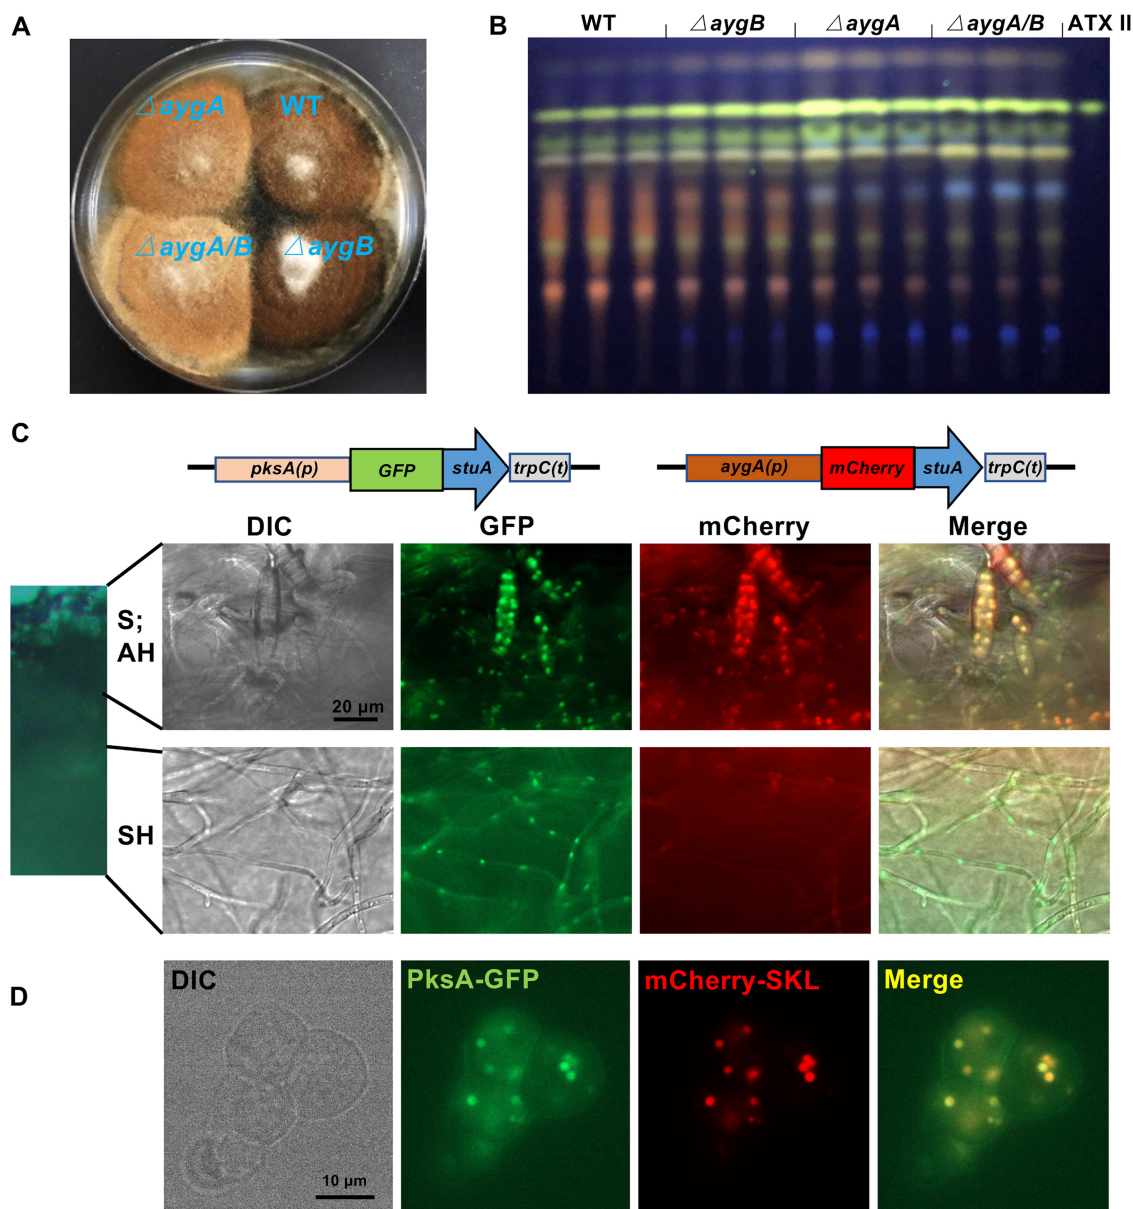 A
△aygA WT
△aygA/B △aygB
B
WT △aygB △aygA △aygA/B ATX II
C
pksA(p) GFP stuA trpC(t)
aygA(p) mCherry stuA trpC(t)
DIC GFP mCherry Merge
S;
AH
20 μm
SH
D
DIC PksA-GFP mCherry-SKL Merge
10 μm